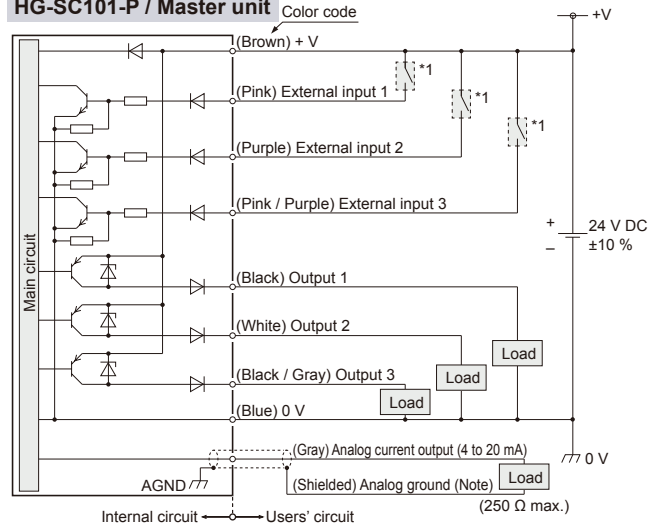 HG-SC101-P / Master unit
Color code
+V
(Brown) + V
*1
(Pink) External input 1
*1
*1
(Purple) External input 2
(Pink / Purple) External input 3
+
24 V DC
–
±10 %
Main circuit
(Black) Output 1
(White) Output 2
Load
Load
(Black / Gray) Output 3
Load
(Blue) 0 V
(Gray) Analog current output (4 to 20 mA)
0 V
Load
AGND
(Shielded) Analog ground (Note)
(250 Ω max.)
Internal circuit
Users' circuit